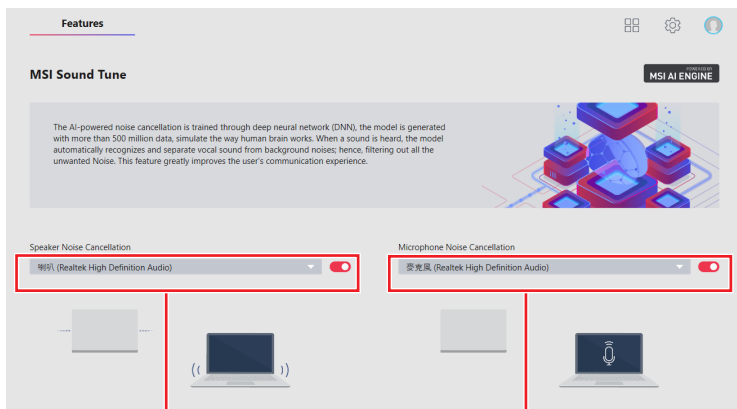 Features
MSI Sound Tune
POWERED BY
MSI AI ENGINE
The AI-powered noise cancellation is trained through deep neural network (DNN), the model is generated
with more than 500 million data, simulate the way human brain works. When a sound is heard, the model
automatically recognizes and separate vocal sound from background noises; hence, filtering out all the
unwanted Noise. This feature greatly improves the user's communication experience.
Speaker Noise Cancellation
喇叭 (Realtek High Definition Audio)
Microphone Noise Cancellation
麥克風 (Realtek High Definition Audio)